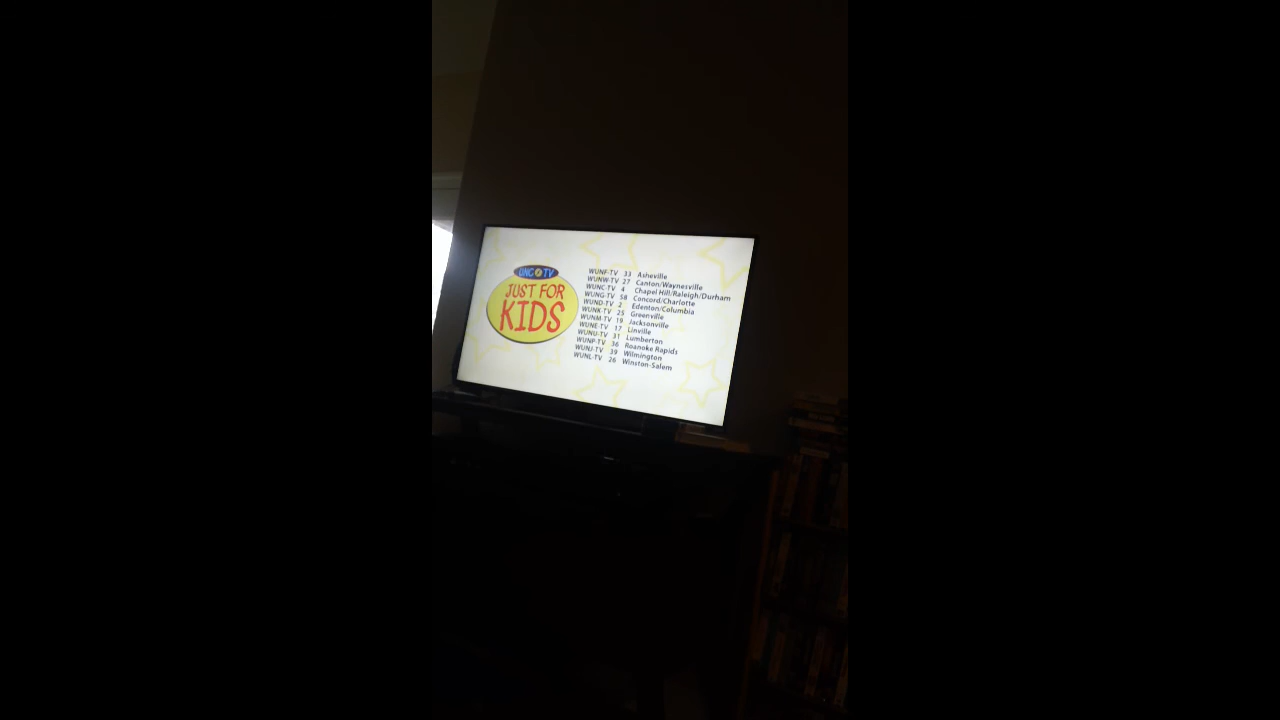 UNC TV
JUST FOR
KIDS
WUNF-TV 33 Asheville
WUNW-TV 27 Canton/Waynesville
WUNC-TV 4 Chapel Hill/Raleigh/Durham
WUNG-TV 58 Concord/Charlotte
WUND-TV 2 Edenton/Columbia
WUNK-TV 25 Greenville
WUNM-TV 19 Jacksonville
WUNE-TV 17 Linville
WUNU-TV 31 Lumberton
WUNP-TV 36 Roanoke Rapids
WUNJ-TV 39 Wilmington
WUNL-TV 26 Winston-Salem